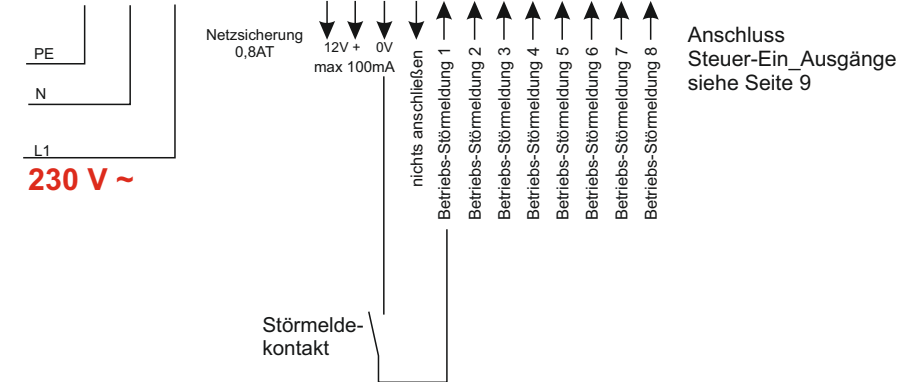 PE
N
L1
230 V ~
Netzsicherung
0,8AT
12V + 0V
max 100mA
nichts anschließen
Betriebs-Störmeldung 1
Betriebs-Störmeldung 2
Betriebs-Störmeldung 3
Betriebs-Störmeldung 4
Betriebs-Störmeldung 5
Betriebs-Störmeldung 6
Betriebs-Störmeldung 7
Betriebs-Störmeldung 8
Anschluss
Steuer-Ein_Ausgänge
siehe Seite 9
Störmelde-
kontakt